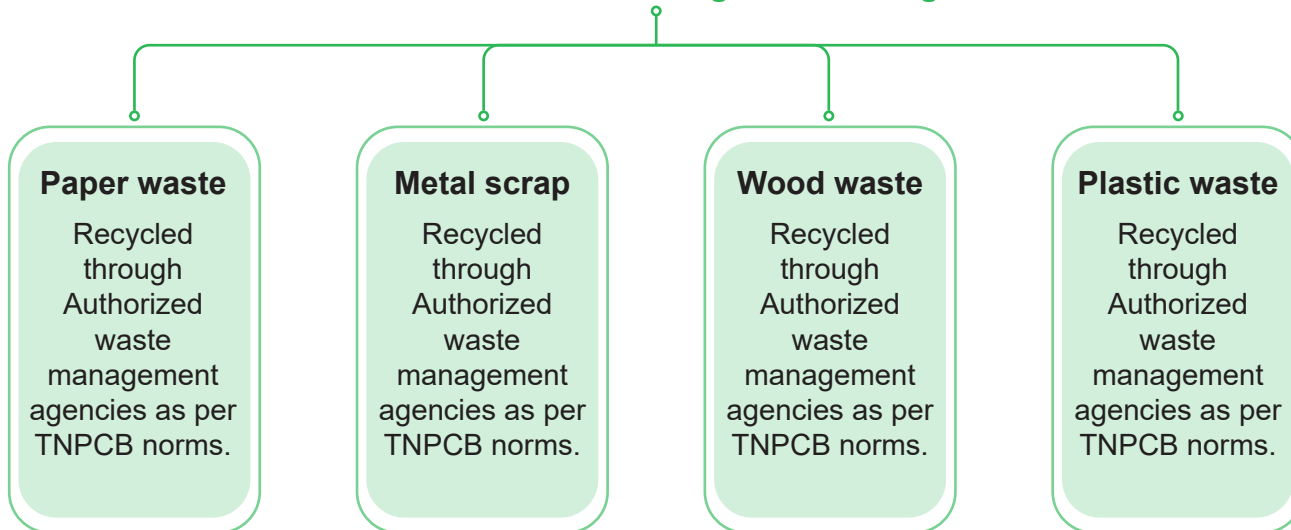 Paper waste
Recycled
through
Authorized
waste
management
agencies as per
TNPCB norms.
Metal scrap
Recycled
through
Authorized
waste
management
agencies as per
TNPCB norms.
Wood waste
Recycled
through
Authorized
waste
management
agencies as per
TNPCB norms.
Plastic waste
Recycled
through
Authorized
waste
management
agencies as per
TNPCB norms.